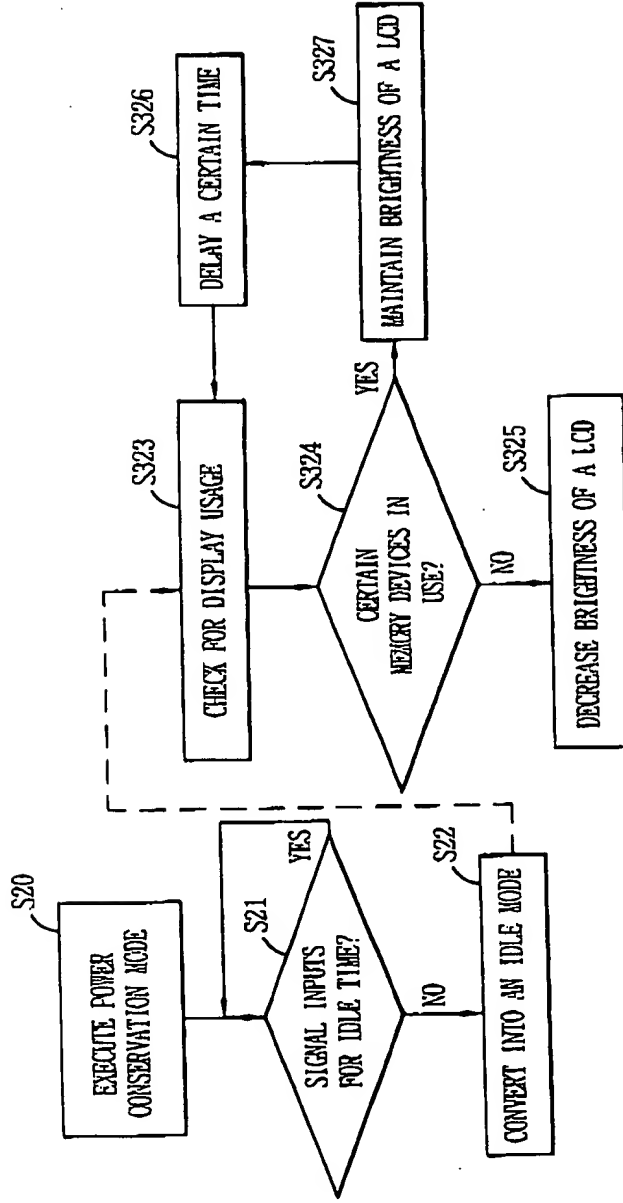 S20
EXECUTE POWER
CONSERVATION MODE
S21
SIGNAL INPUTS
FOR IDLE TIME?
YES
NO
S22
CONVERT INTO AN IDLE MODE
S323
CHECK FOR DISPLAY USAGE
S324
CERTAIN
MEMORY DEVICES IN
USE?
YES
NO
S325
DECREASE BRIGHTNESS OF A LCD
S326
DELAY A CERTAIN TIME
S327
MAINTAIN BRIGHTNESS OF A LCD